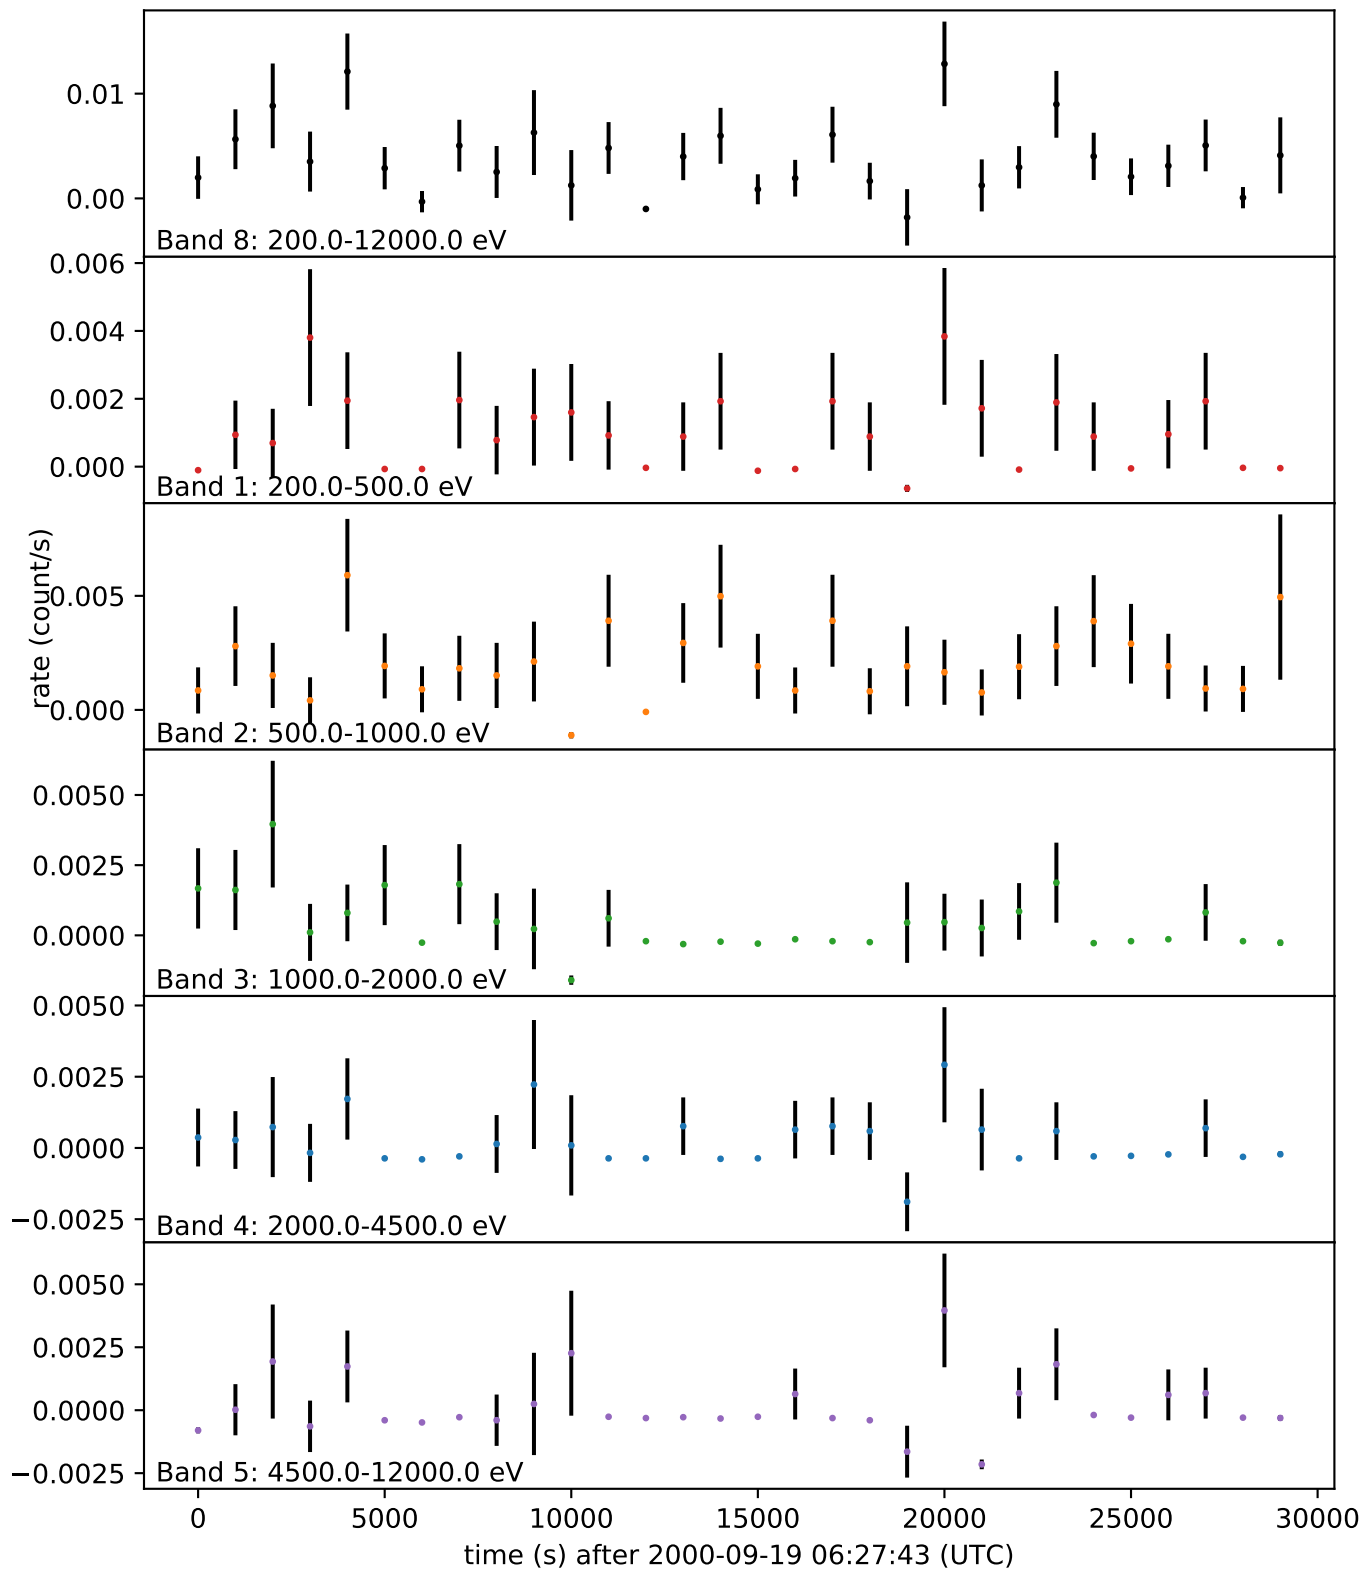 0.01
0.00
Band 8: 200.0-12000.0 eV
0.006
0.004
0.002
0.000
Band 1: 200.0-500.0 eV
rate (count/s)
0.005
0.000
Band 2: 500.0-1000.0 eV
0.0050
0.0025
0.0000
Band 3: 1000.0-2000.0 eV
0.0050
0.0025
0.0000
−0.0025
Band 4: 2000.0-4500.0 eV
0.0050
0.0025
0.0000
−0.0025
Band 5: 4500.0-12000.0 eV
0 5000 10000 15000 20000 25000 30000
time (s) after 2000-09-19 06:27:43 (UTC)